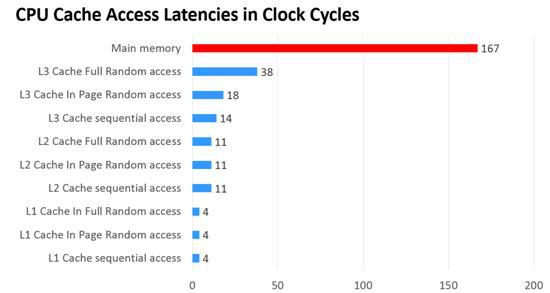 CPU Cache Access Latencies in Clock Cycles
Main memory 167
L3 Cache Full Random access 38
L3 Cache In Page Random access 18
L3 Cache sequential access 14
L2 Cache Full Random access 11
L2 Cache In Page Random access 11
L2 Cache sequential access 11
L1 Cache In Full Random access 4
L1 Cache In Page Random access 4
L1 Cache sequential access 4
0 50 100 150 200